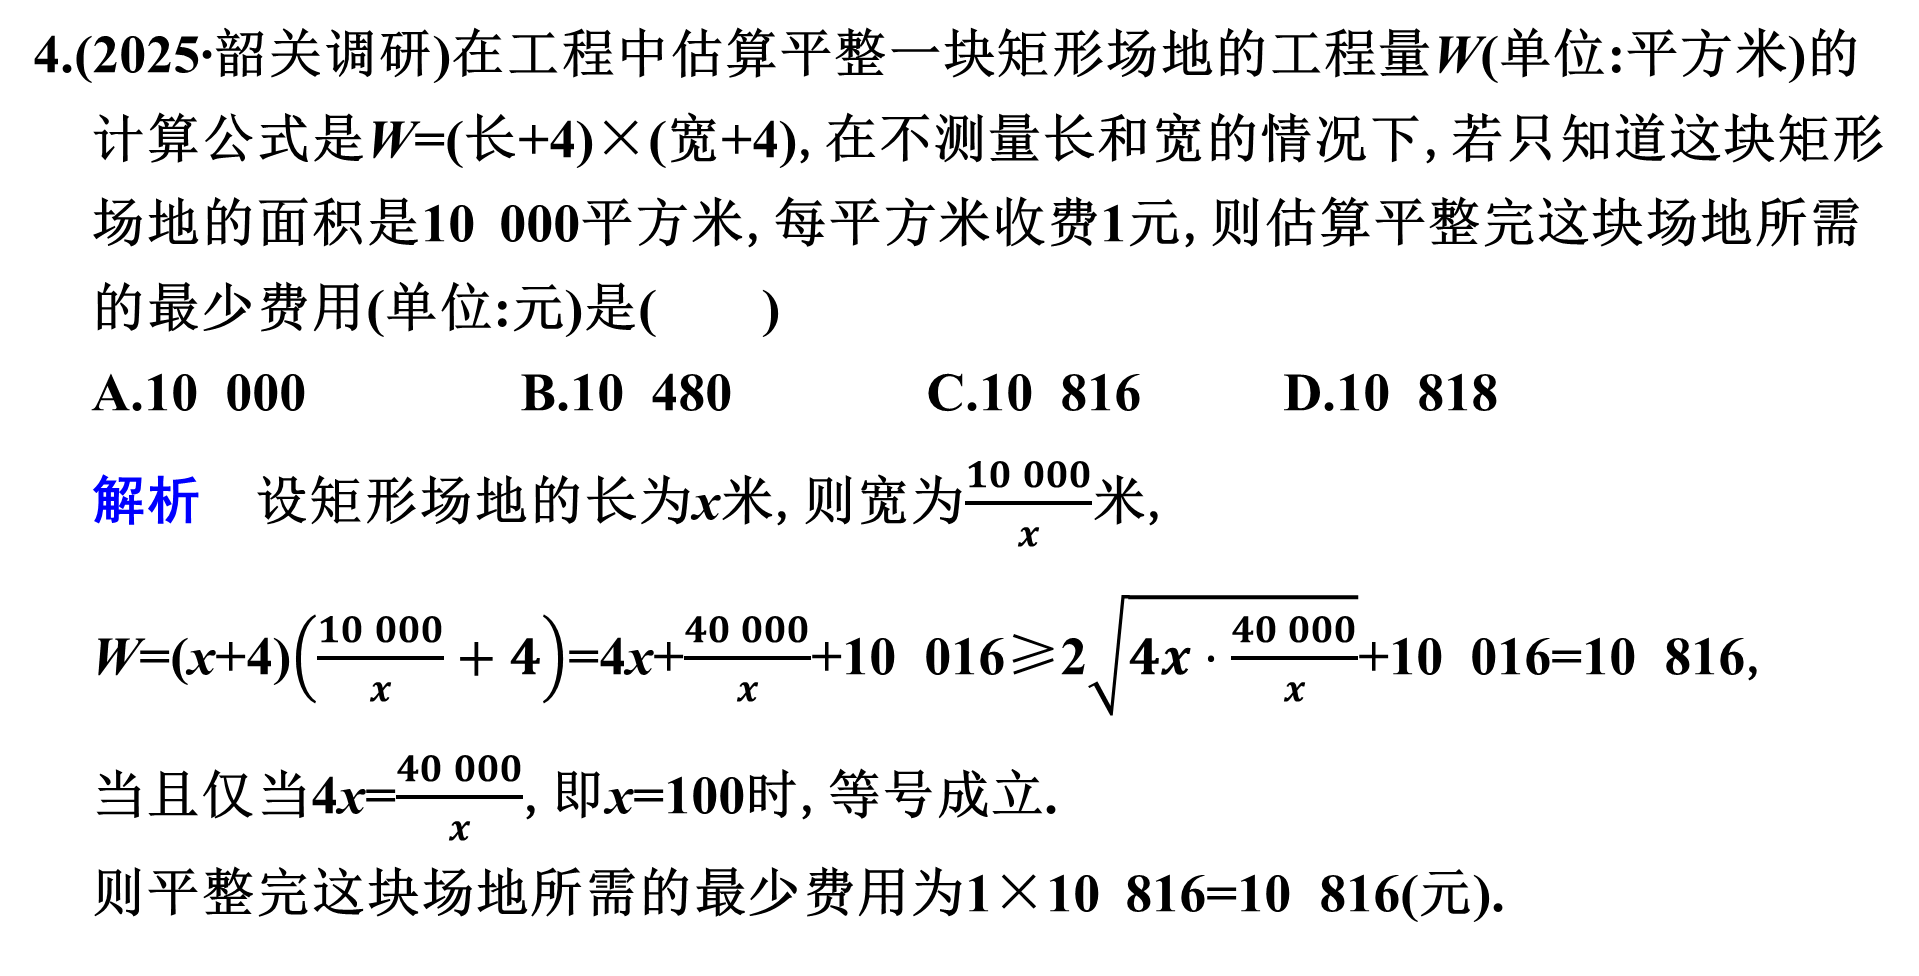 4.(2025·韶关调研)在工程中估算平整一块矩形场地的工程量W(单位:平方米)的
计算公式是W=(长+4)×(宽+4),在不测量长和宽的情况下,若只知道这块矩形
场地的面积是10 000平方米,每平方米收费1元,则估算平整完这块场地所需
的最少费用(单位:元)是(  )
A.10 000 B.10 480 C.10 816 D.10 818
解析 设矩形场地的长为x米,则宽为\frac{10 000}{x}米,
W=(x+4)(\frac{10 000}{x}+4)=4x+\frac{40 000}{x}+10 016≥2\sqrt{4x·\frac{40 000}{x}}+10 016=10 816,
当且仅当4x=\frac{40 000}{x},即x=100时,等号成立.
则平整完这块场地所需的最少费用为1×10 816=10 816(元).